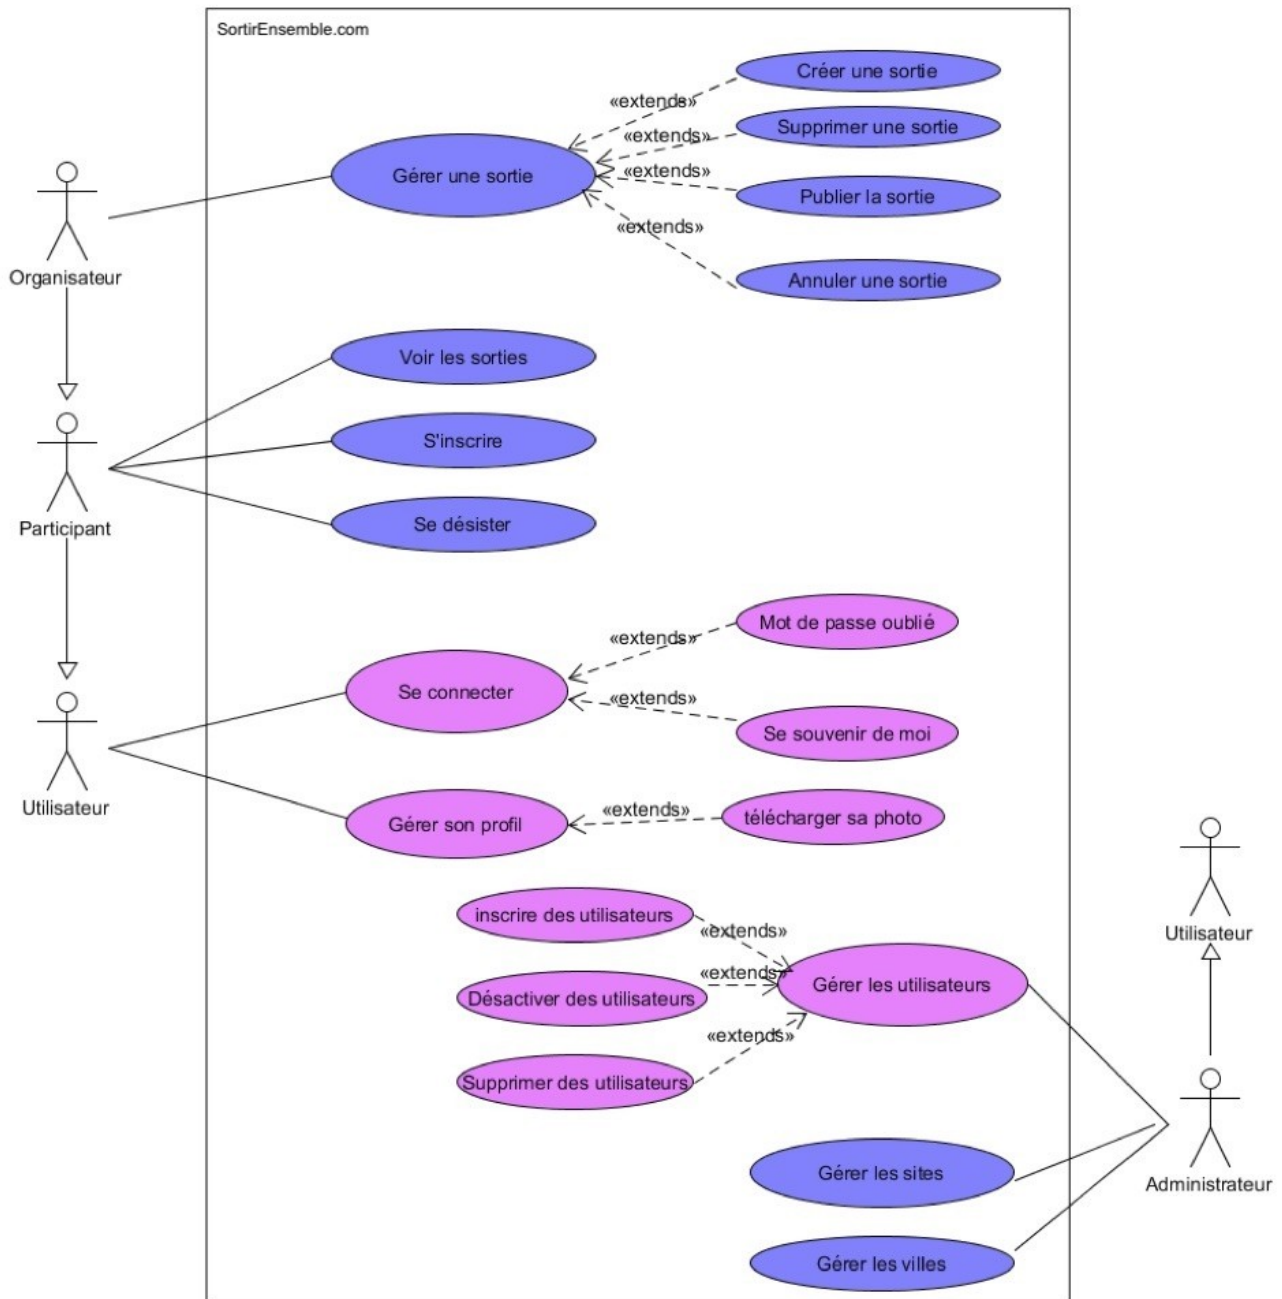 SortirEnsemble.com
Créer une sortie
«extends»
Supprimer une sortie
«extends»
Gérer une sortie
«extends»
Publier la sortie
«extends»
Organisateur
Annuler une sortie
Voir les sorties
S'inscrire
Participant
Se désister
Mot de passe oublié
«extends»
Se connecter
«extends»
Se souvenir de moi
Utilisateur
«extends»
télécharger sa photo
Gérer son profil
inscrire des utilisateurs
«extends»
Utilisateur
«extends»
Gérer les utilisateurs
Désactiver des utilisateurs
«extends»
Supprimer des utilisateurs
Gérer les sites
Administrateur
Gérer les villes